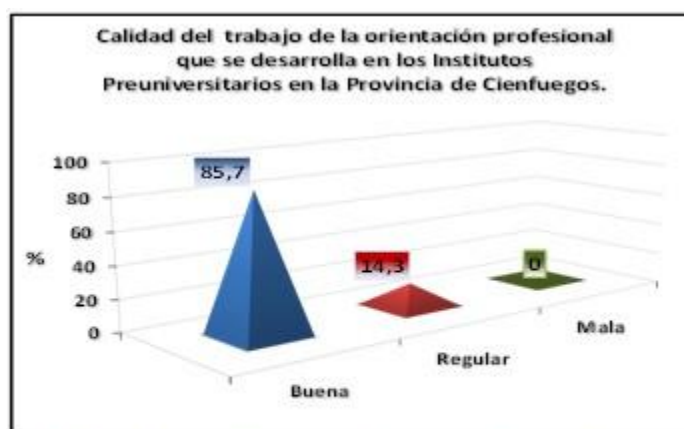 Calidad del trabajo de la orientación profesional
que se desarrolla en los Institutos
Preuniversitarios en la Provincia de Cienfuegos.
100
80
60
40
20
0
%
85,7
14,3
0
Buena
Regular
Mala